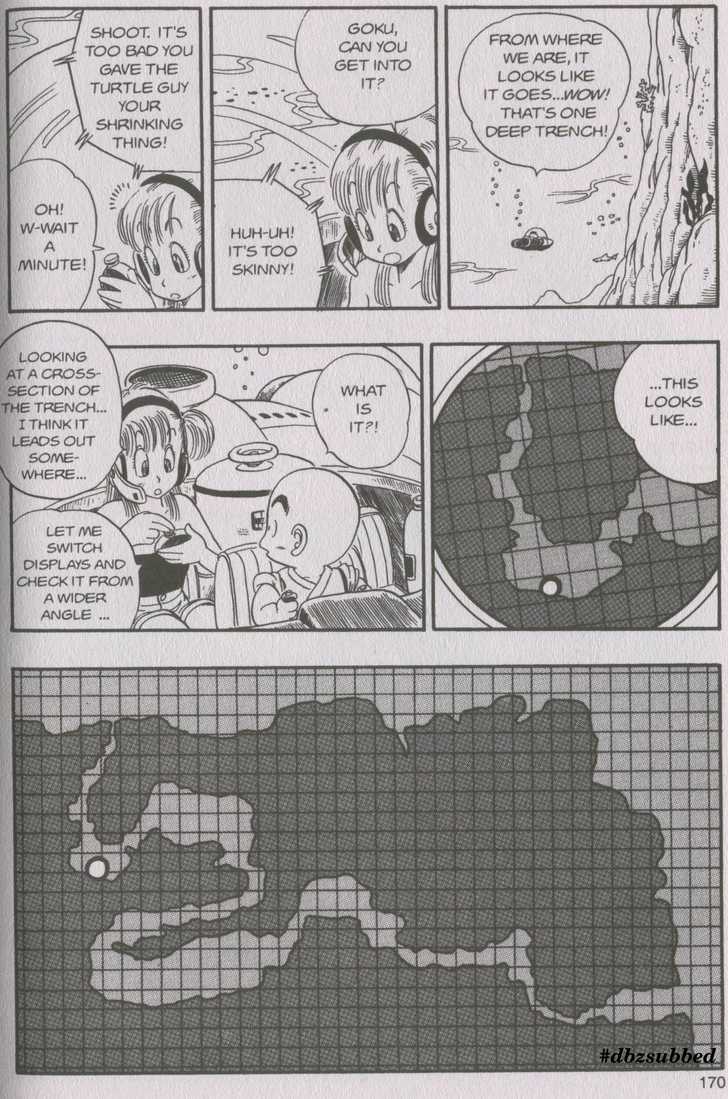 FROM WHERE
WE ARE, IT
LOOKS LIKE
IT GOES...WOW!
THAT'S ONE
DEEP TRENCH!
GOKU,
CAN YOU
GET INTO
IT?
HUH-UH!
IT'S TOO
SKINNY!
SHOOT. IT'S
TOO BAD YOU
GAVE THE
TURTLE GUY
YOUR
SHRINKING
THING!
OH!
W-WAIT
A
MINUTE!
...THIS
LOOKS
LIKE...
WHAT
IS
IT?!
LOOKING
AT A CROSS-
SECTION OF
THE TRENCH...
I THINK IT
LEADS OUT
SOME-
WHERE...
LET ME
SWITCH
DISPLAYS AND
CHECK IT FROM
A WIDER
ANGLE ...
#dbzsubbed
170